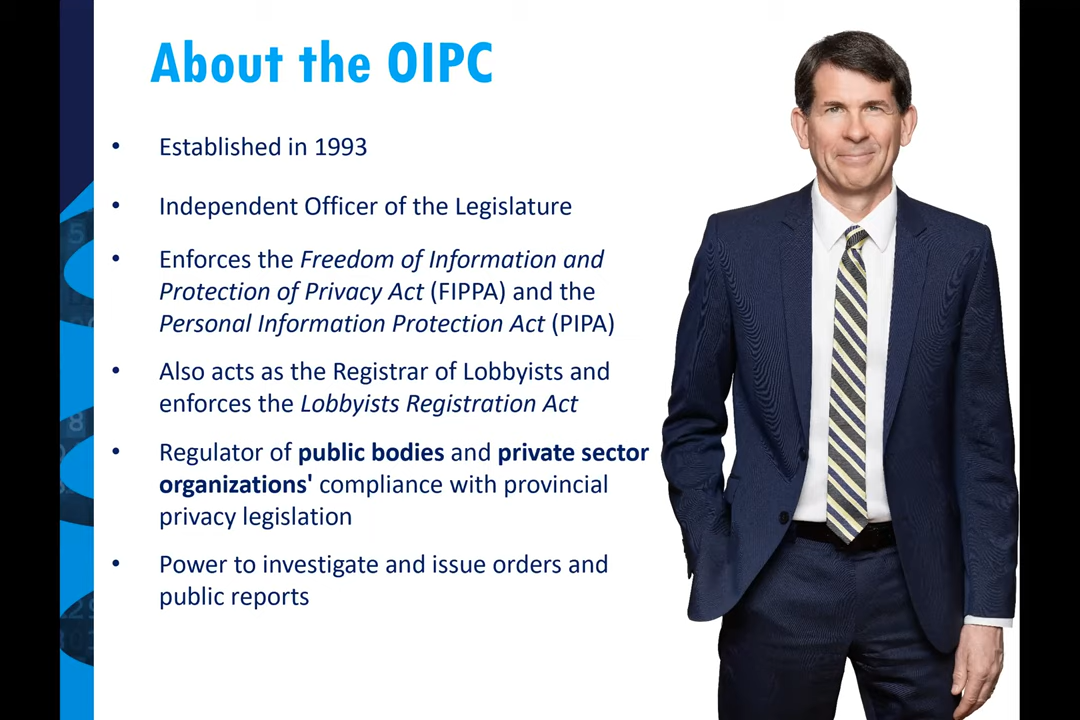 About the OIPC
• Established in 1993
• Independent Officer of the Legislature
• Enforces the Freedom of Information and
Protection of Privacy Act (FIPPA) and the
Personal Information Protection Act (PIPA)
• Also acts as the Registrar of Lobbyists and
enforces the Lobbyists Registration Act
• Regulator of public bodies and private sector
organizations' compliance with provincial
privacy legislation
• Power to investigate and issue orders and
public reports